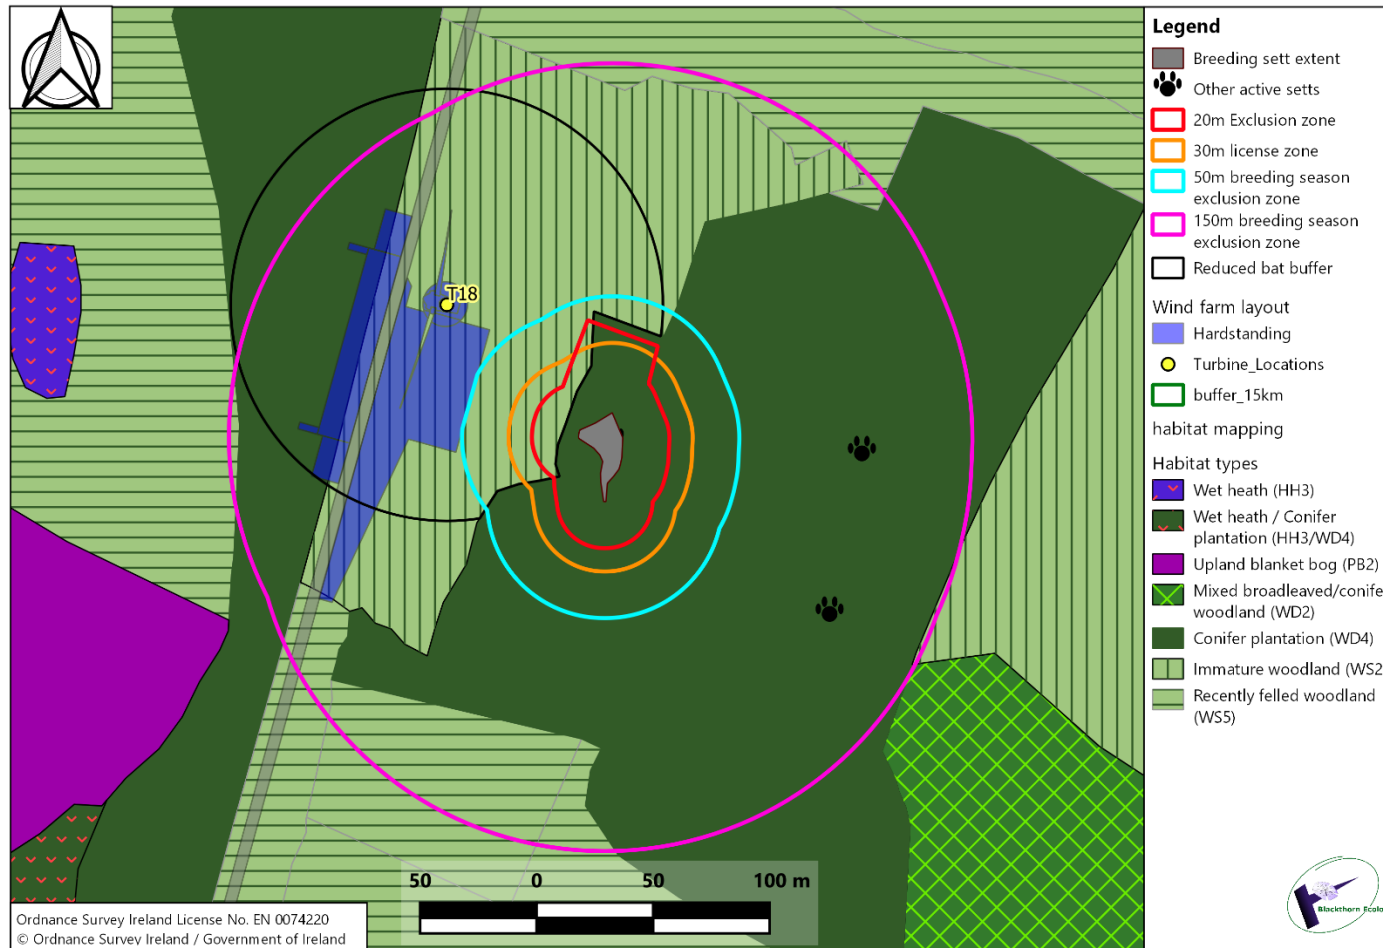 Legend
Breeding sett extent
Other active setts
20m Exclusion zone
30m license zone
50m breeding season
exclusion zone
150m breeding season
exclusion zone
Reduced bat buffer
Wind farm layout
Hardstanding
Turbine_Locations
buffer_15km
habitat mapping
Habitat types
Wet heath (HH3)
Wet heath / Conifer
plantation (HH3/WD4)
Upland blanket bog (PB2)
Mixed broadleaved/conife
woodland (WD2)
Conifer plantation (WD4)
Immature woodland (WS2
Recently felled woodland
(WS5)
T18
50 0 50 100 m
Ordnance Survey Ireland License No. EN 0074220
© Ordnance Survey Ireland / Government of Ireland
Blackthorn Ecolo